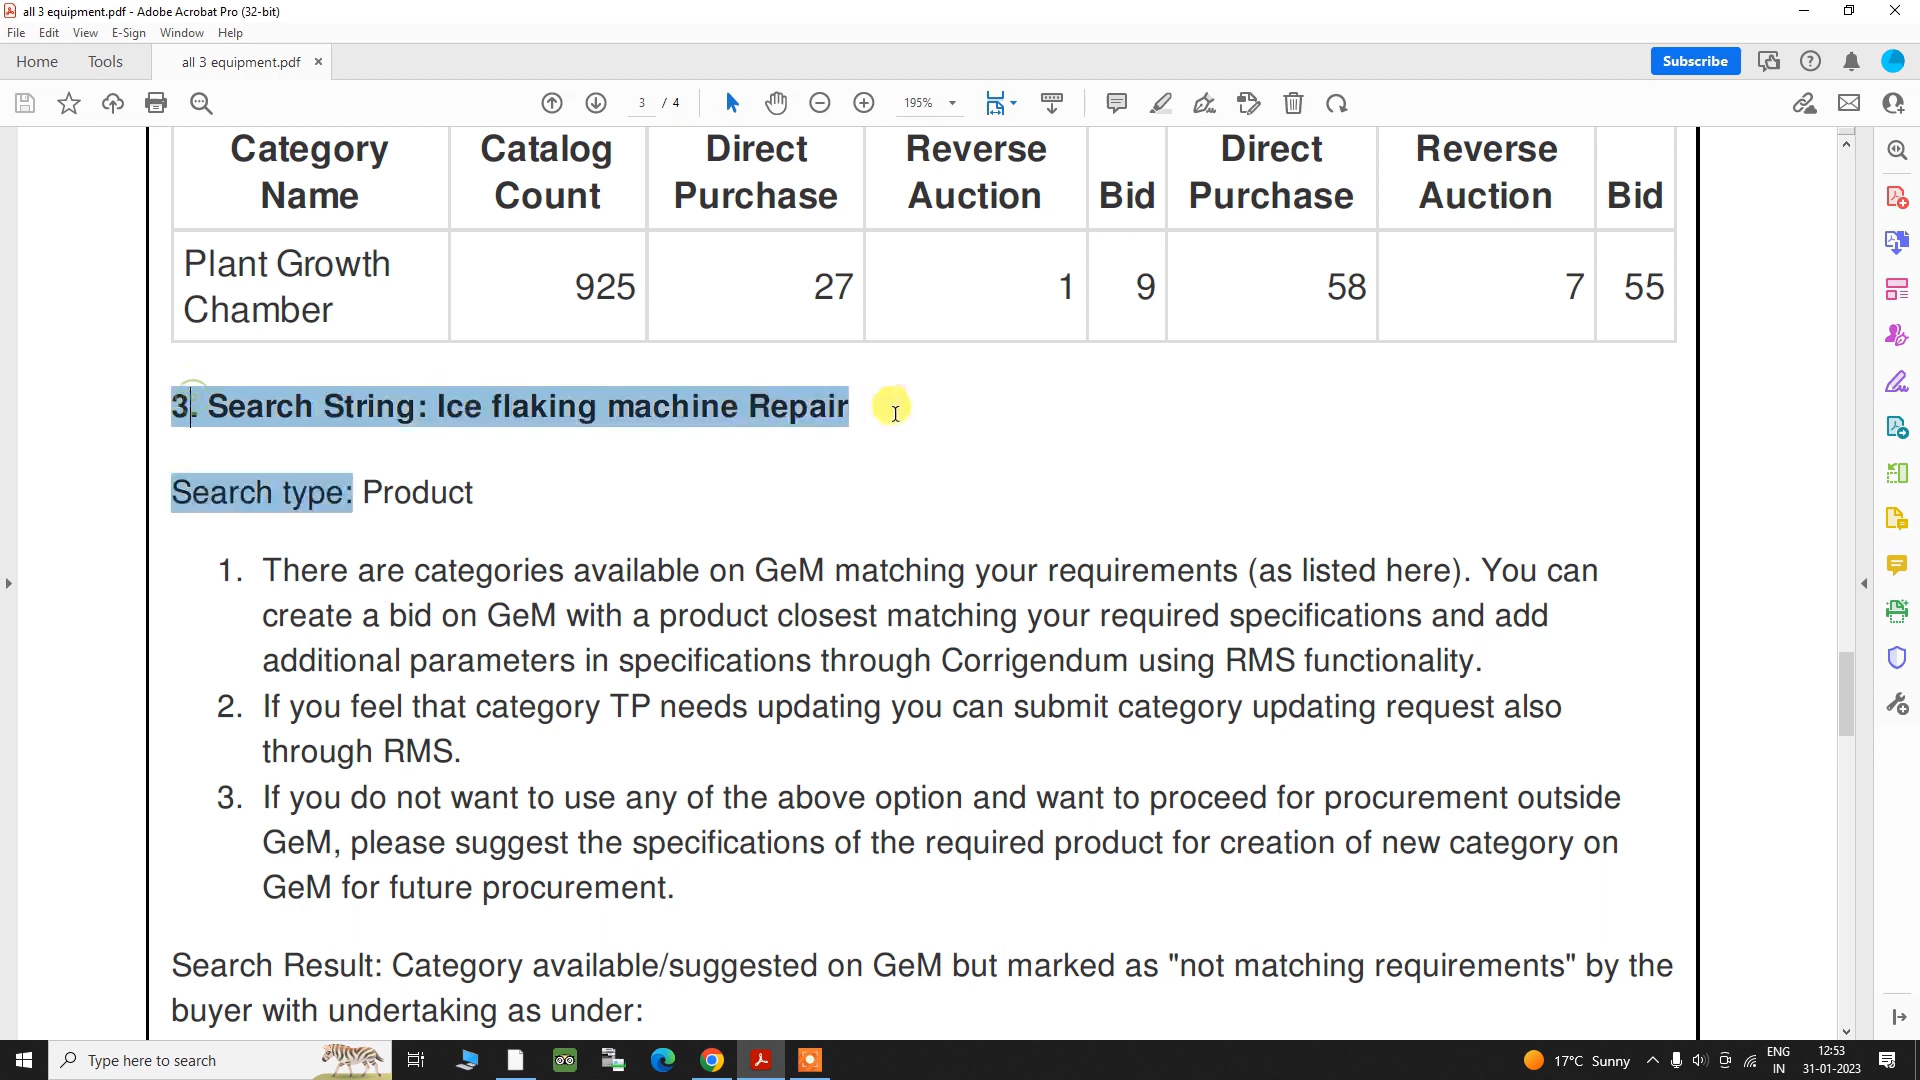 all 3 equipment.pdf - Adobe Acrobat Pro (32-bit)
File Edit View E-Sign Window Help
Home Tools all 3 equipment.pdf × Subscribe
3 / 4 195%
Category Name Catalog Count Direct Purchase Reverse Auction Bid Direct Purchase Reverse Auction Bid
Plant Growth Chamber 925 27 1 9 58 7 55
3. Search String: Ice flaking machine Repair
Search type: Product
1. There are categories available on GeM matching your requirements (as listed here). You can
create a bid on GeM with a product closest matching your required specifications and add
additional parameters in specifications through Corrigendum using RMS functionality.
2. If you feel that category TP needs updating you can submit category updating request also
through RMS.
3. If you do not want to use any of the above option and want to proceed for procurement outside
GeM, please suggest the specifications of the required product for creation of new category on
GeM for future procurement.
Search Result: Category available/suggested on GeM but marked as "not matching requirements" by the
buyer with undertaking as under:
Type here to search 17°C Sunny ENG IN 12:53 31-01-2023